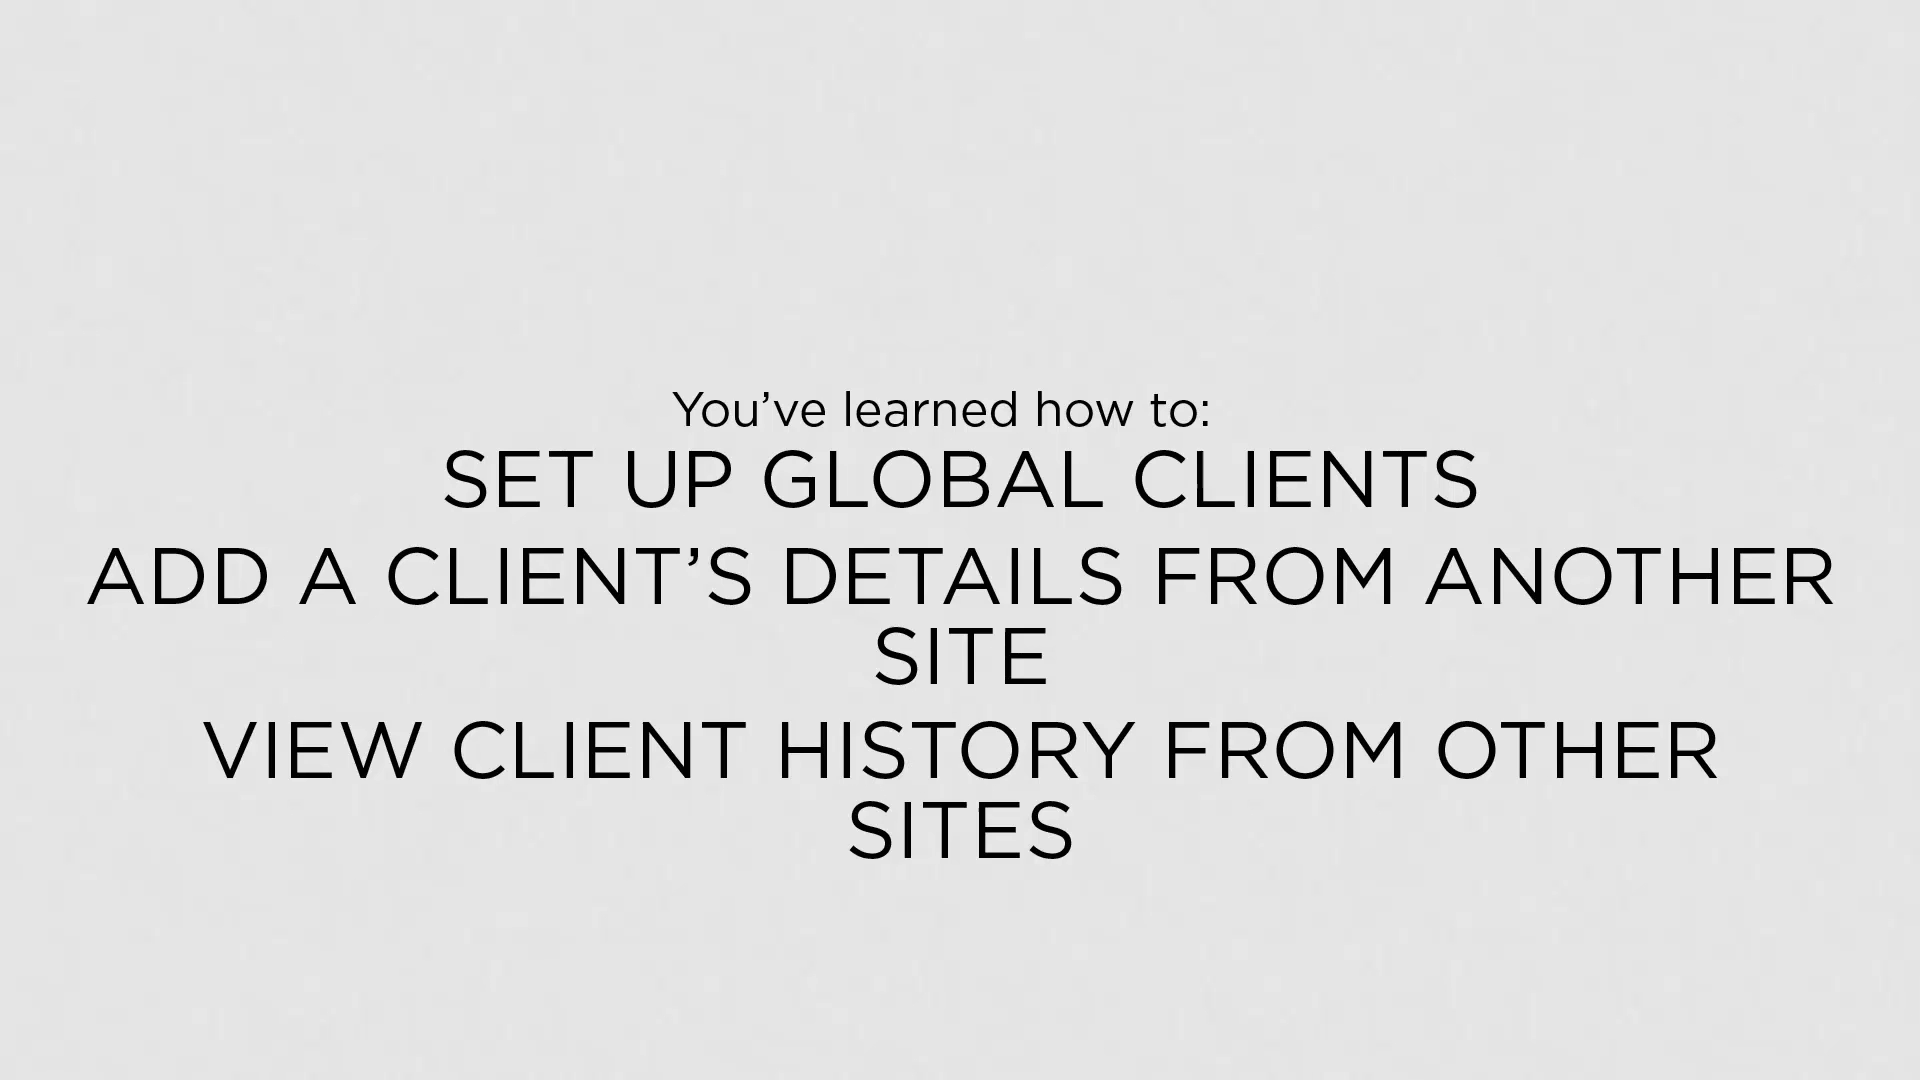 You’ve learned how to:
SET UP GLOBAL CLIENTS
ADD A CLIENT’S DETAILS FROM ANOTHER
SITE
VIEW CLIENT HISTORY FROM OTHER
SITES